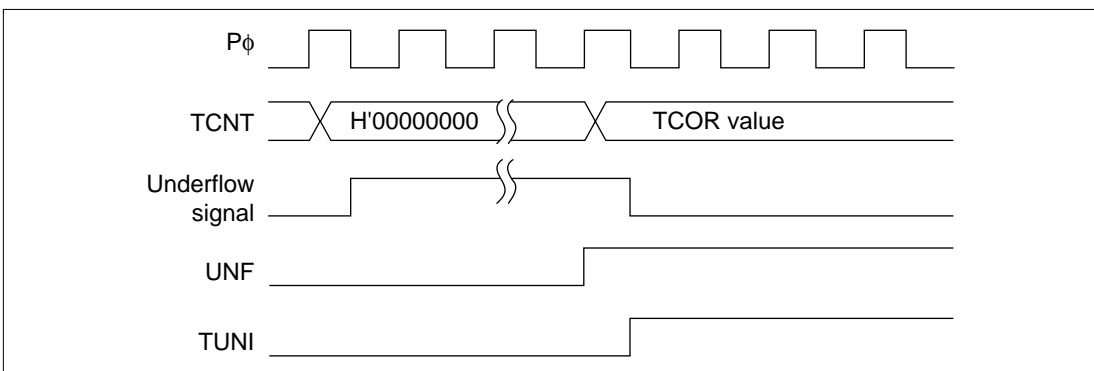 Pϕ
TCNT H'00000000 TCOR value
Underflow
signal
UNF
TUNI